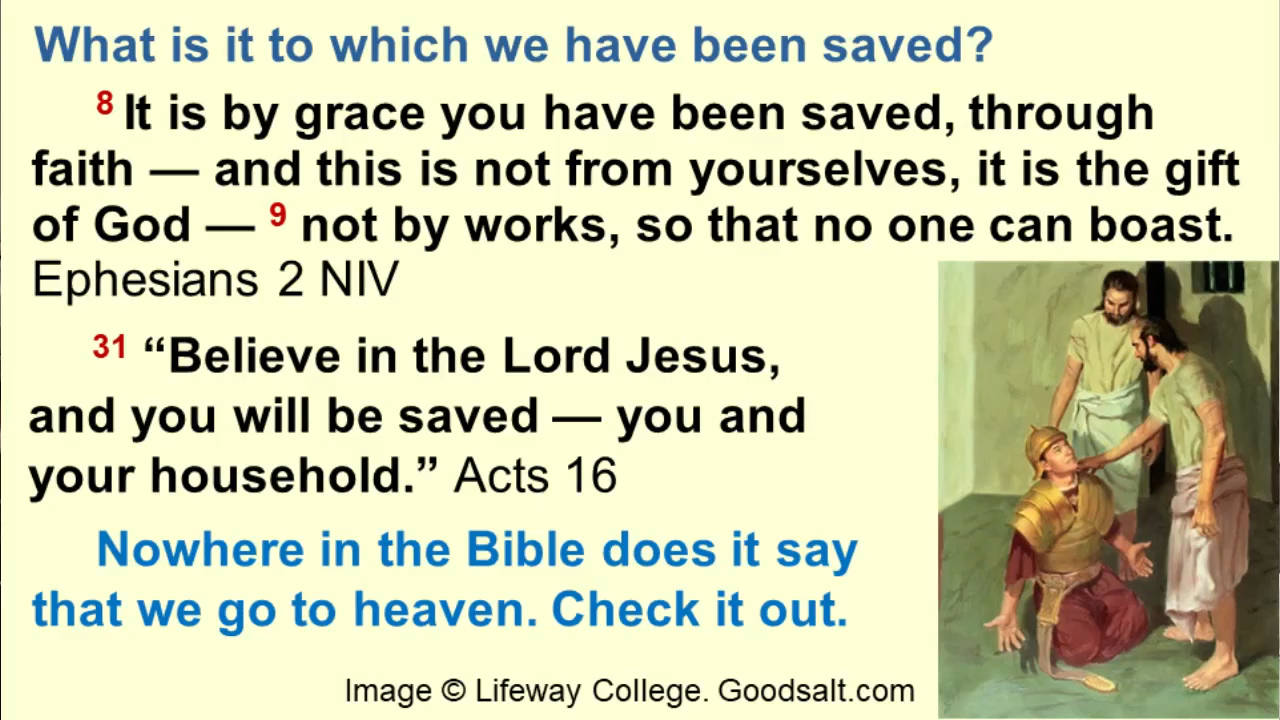 What is it to which we have been saved?
8 It is by grace you have been saved, through
faith — and this is not from yourselves, it is the gift
of God — 9 not by works, so that no one can boast.
Ephesians 2 NIV
31 “Believe in the Lord Jesus,
and you will be saved — you and
your household.” Acts 16
Nowhere in the Bible does it say
that we go to heaven. Check it out.
Image © Lifeway College. Goodsalt.com